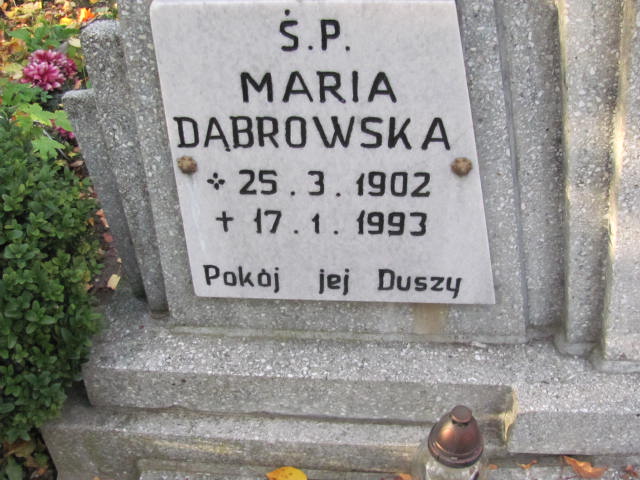 Ś.P.
MARIA
DĄBROWSKA
* 25.3.1902
+ 17.1.1993
Pokój jej Duszy